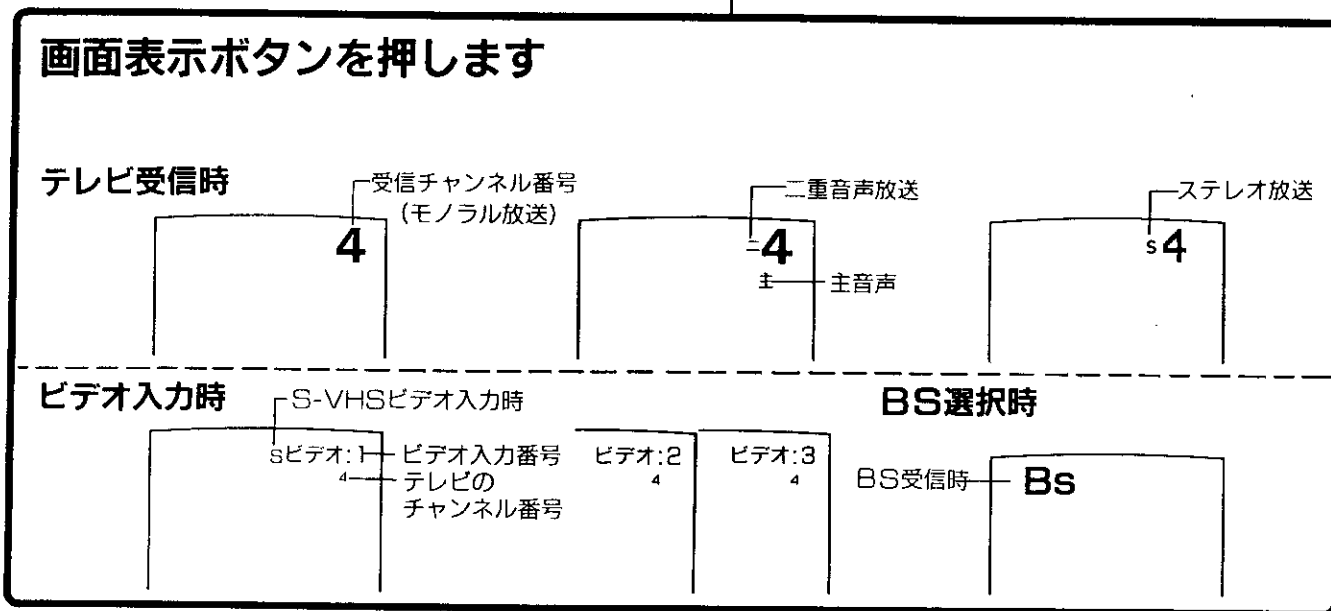 画面表示ボタンを押します
テレビ受信時
受信チャンネル番号
(モノラル放送)
4
二重音声放送
二4
主
主音声
ステレオ放送
s4
ビデオ入力時
S-VHSビデオ入力時
Sビデオ:1
ビデオ入力番号
4
テレビの
チャンネル番号
ビデオ:2
4
ビデオ:3
4
BS選択時
BS受信時
Bs